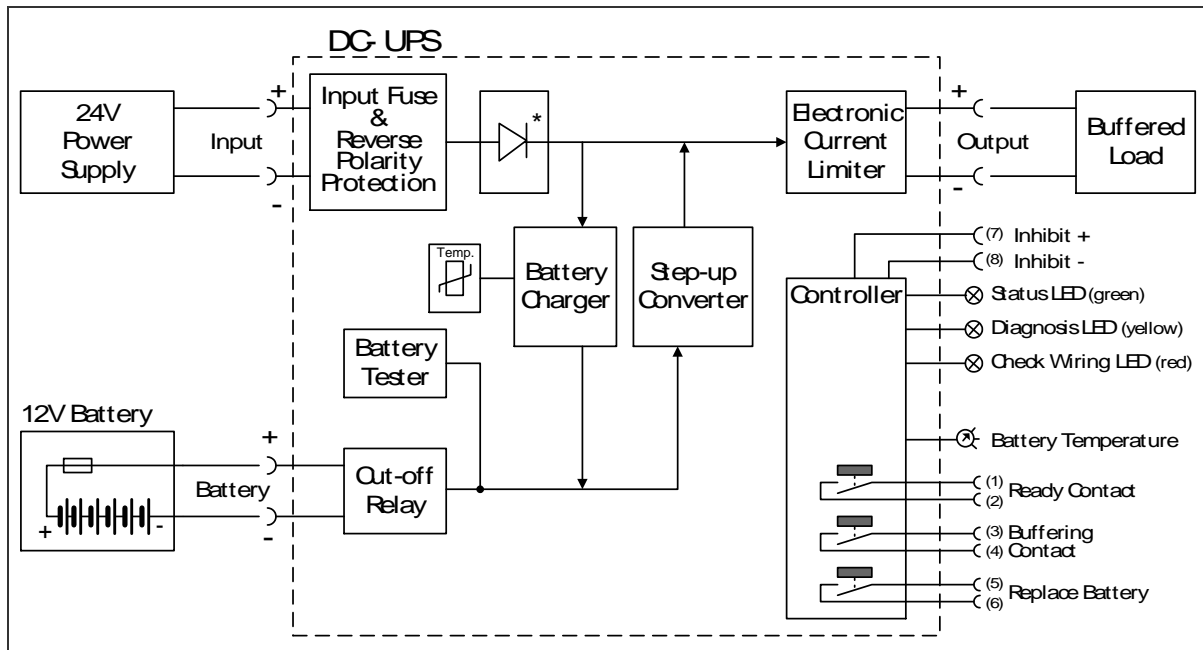 DC- UPS
24V
Power
Supply
+
Input
-
Input Fuse
&
Reverse
Polarity
Protection
*
Electronic
Current
Limiter
+
Output
-
Buffered
Load
Temp.
Battery
Charger
Step-up
Converter
Battery
Tester
12V Battery
+ -
+
Battery
-
Cut-off
Relay
Controller
(7) Inhibit +
(8) Inhibit -
Status LED (green)
Diagnosis LED (yellow)
Check Wiring LED (red)
Battery Temperature
(1)
Ready Contact
(2)
(3) Buffering
(4) Contact
(5)
Replace Battery
(6)